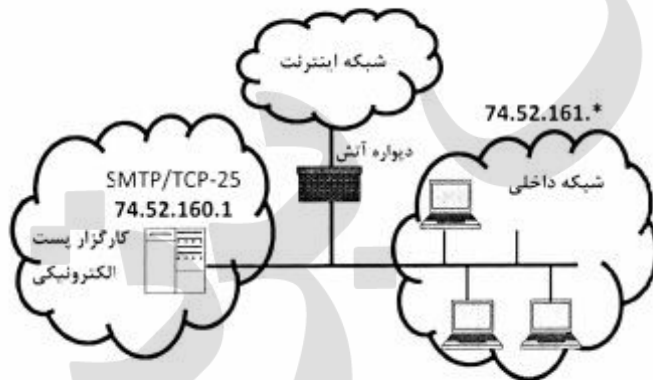 شبکه اینترنت
74.52.161.*
دیواره آتش
شبکه داخلی
SMTP/TCP-25
74.52.160.1
کارگزار پست
الکترونیکی